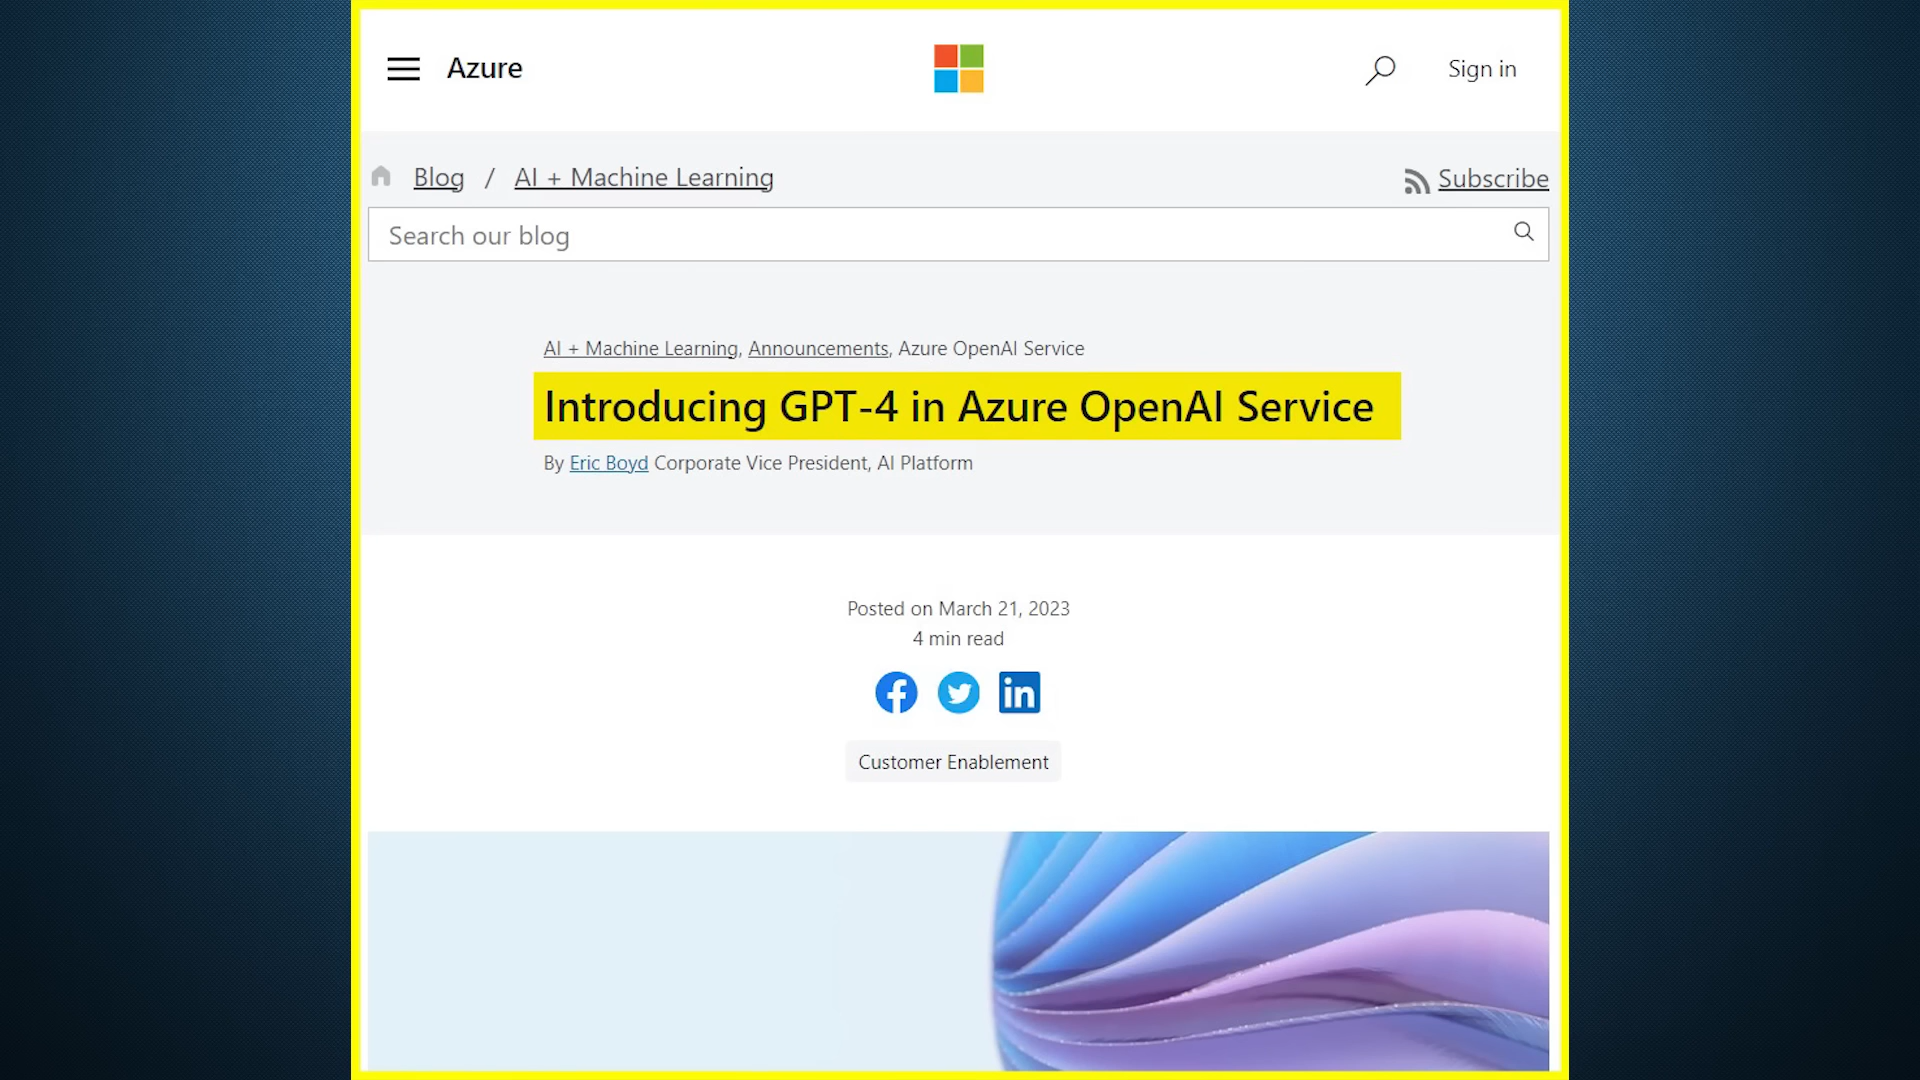 Azure
Sign in
Blog / AI + Machine Learning
Subscribe
Search our blog
AI + Machine Learning, Announcements, Azure OpenAI Service
Introducing GPT-4 in Azure OpenAI Service
By Eric Boyd Corporate Vice President, AI Platform
Posted on March 21, 2023
4 min read
Customer Enablement